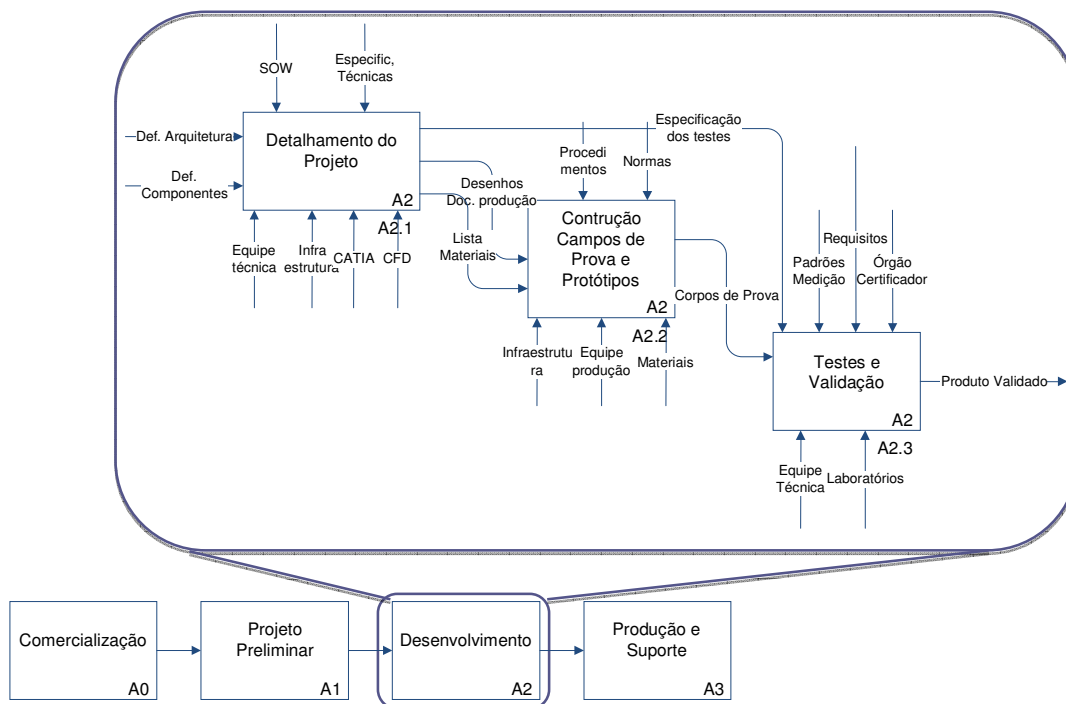 SOW
Especific,
Técnicas
Def. Arquitetura
Def.
Componentes
Detalhamento do
Projeto
A2
A2.1
Equipe
técnica
Infra
estrutura
CATIA
CFD
Desenhos
Doc. produção
Lista
Materiais
Especificação
dos testes
Procedi
mentos
Normas
Contrução
Campos de
Prova e
Protótipos
A2
A2.2
Infraestrutu
ra
Equipe
produção
Materiais
Corpos de Prova
Padrões
Medição
Requisitos
Órgão
Certificador
Testes e
Validação
A2
A2.3
Equipe
Técnica
Laboratórios
Produto Validado
Comercialização
A0
Projeto
Preliminar
A1
Desenvolvimento
A2
Produção e
Suporte
A3